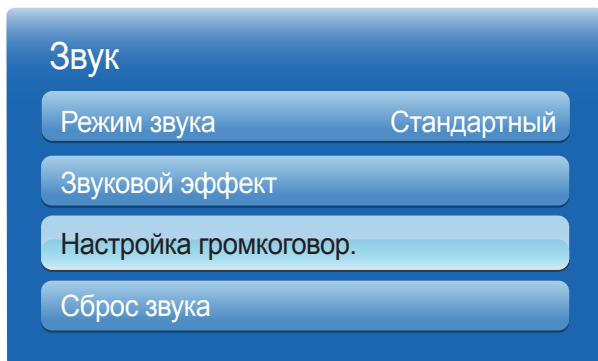 Звук
Режим звука Стандартный
Звуковой эффект
Настройка громкоговор.
Сброс звука